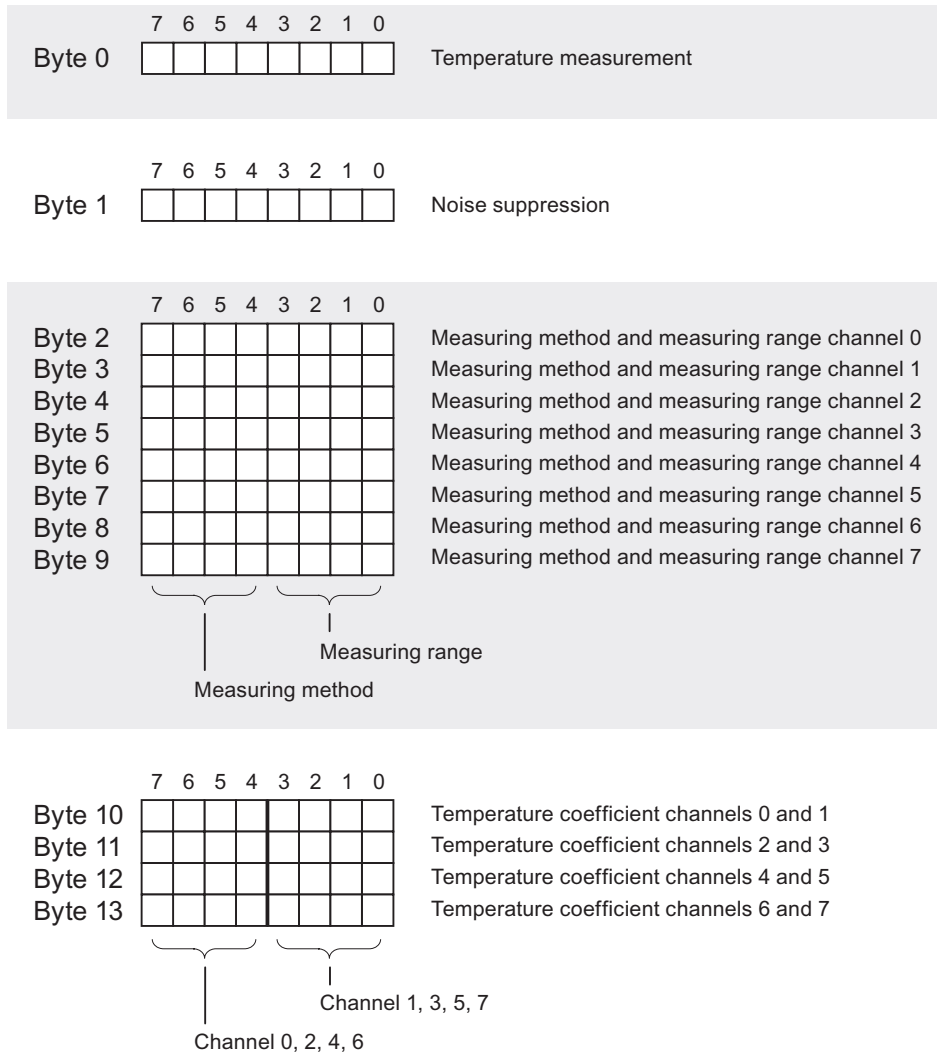 7 6 5 4 3 2 1 0
Byte 0 Temperature measurement
7 6 5 4 3 2 1 0
Byte 1 Noise suppression
7 6 5 4 3 2 1 0
Byte 2 Measuring method and measuring range channel 0
Byte 3 Measuring method and measuring range channel 1
Byte 4 Measuring method and measuring range channel 2
Byte 5 Measuring method and measuring range channel 3
Byte 6 Measuring method and measuring range channel 4
Byte 7 Measuring method and measuring range channel 5
Byte 8 Measuring method and measuring range channel 6
Byte 9 Measuring method and measuring range channel 7
Measuring range
Measuring method
7 6 5 4 3 2 1 0
Byte 10 Temperature coefficient channels 0 and 1
Byte 11 Temperature coefficient channels 2 and 3
Byte 12 Temperature coefficient channels 4 and 5
Byte 13 Temperature coefficient channels 6 and 7
Channel 1, 3, 5, 7
Channel 0, 2, 4, 6